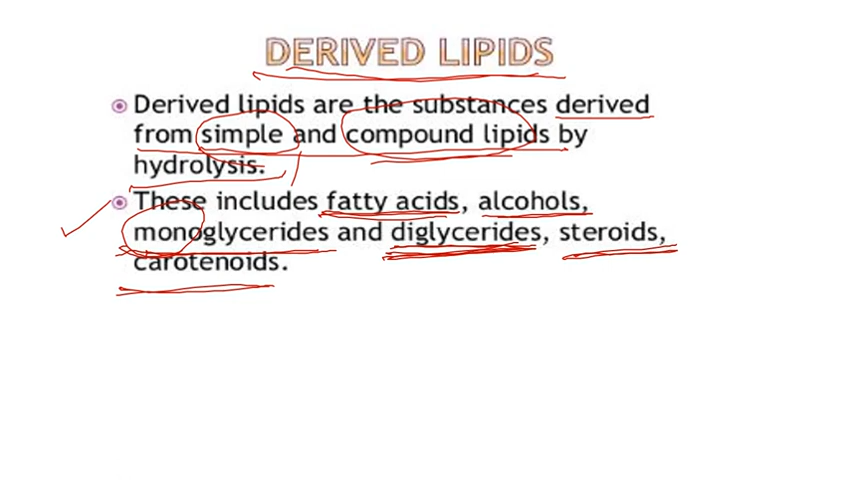 DERIVED LIPIDS
Derived lipids are the substances derived
from simple and compound lipids by
hydrolysis.
These includes fatty acids, alcohols,
monoglycerides and diglycerides, steroids,
carotenoids.